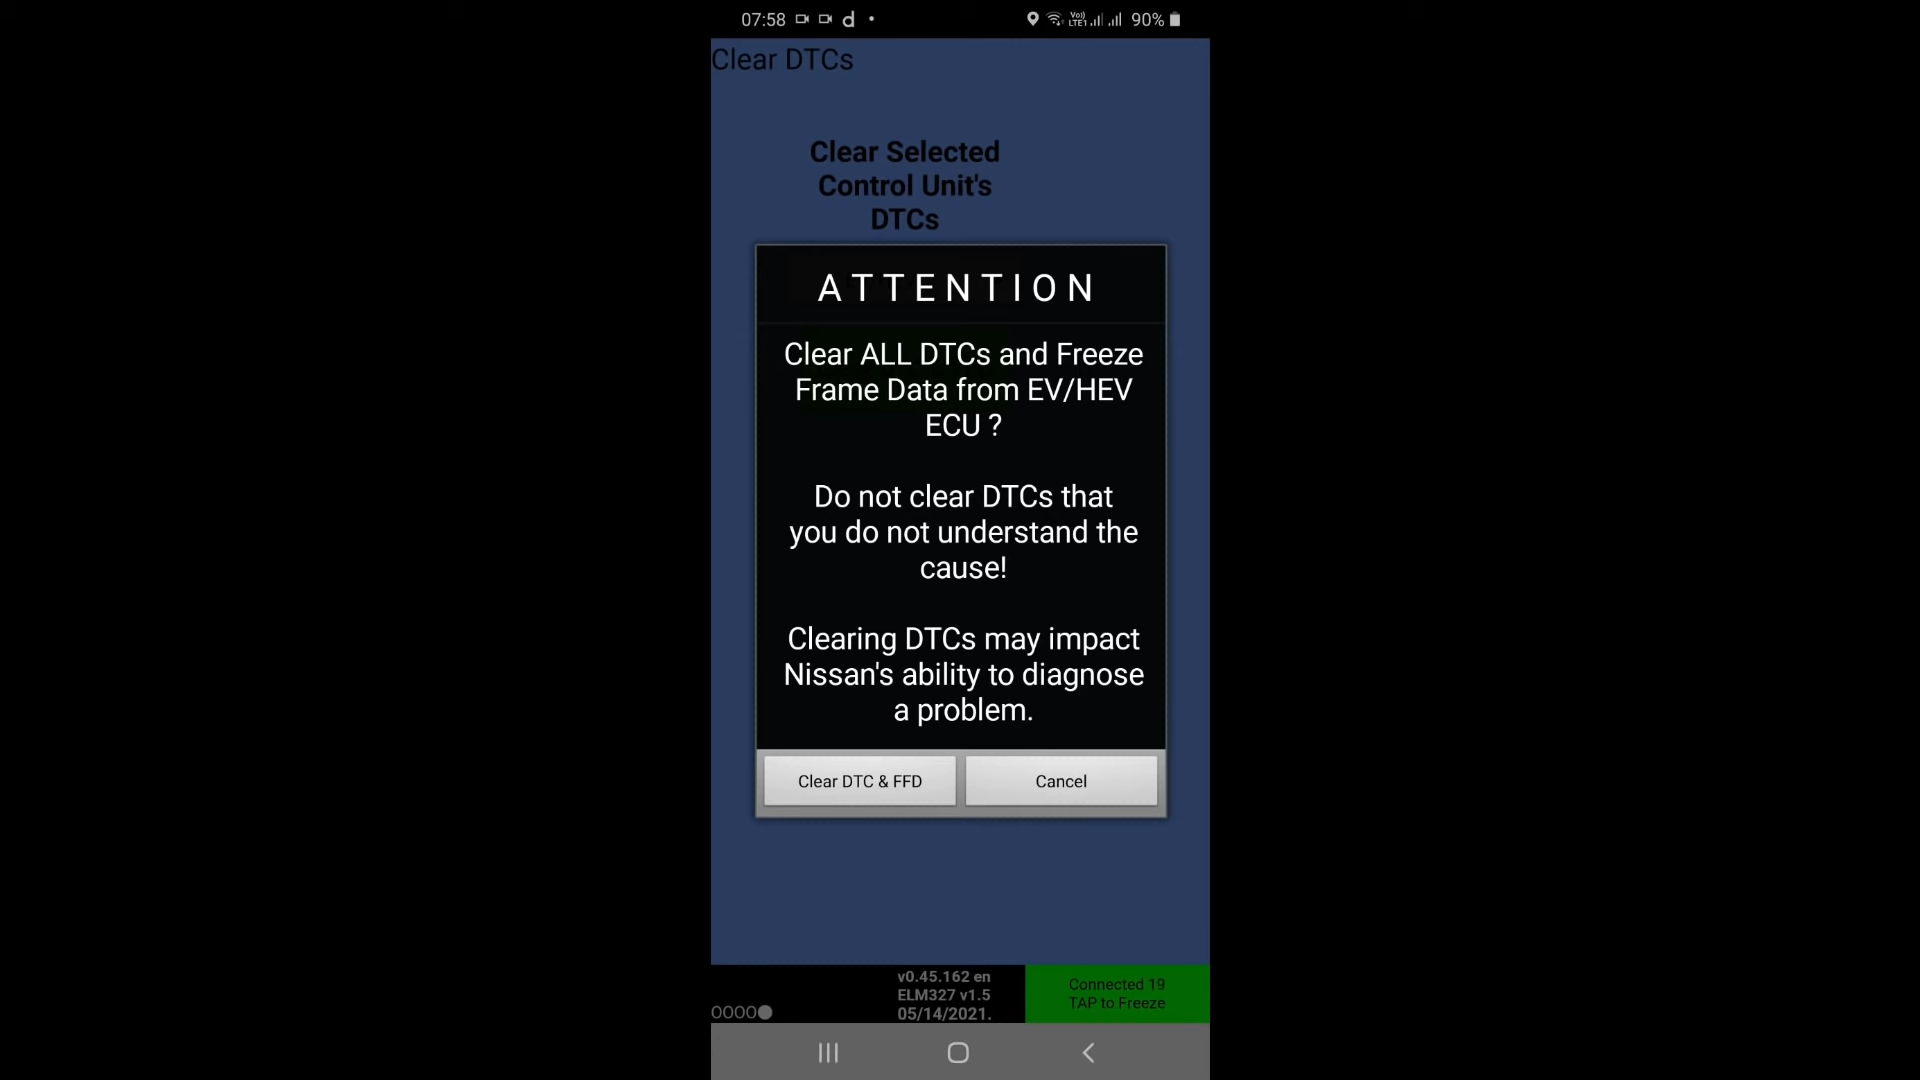 07:58 d
Vo)) LTE1 90%
Clear DTCs
Clear Selected
Control Unit's
DTCs
ATTENTION
Clear ALL DTCs and Freeze
Frame Data from EV/HEV
ECU ?
Do not clear DTCs that
you do not understand the
cause!
Clearing DTCs may impact
Nissan's ability to diagnose
a problem.
Clear DTC & FFD
Cancel
OOOO
v0.45.162 en
ELM327 v1.5
05/14/2021.
Connected 19
TAP to Freeze